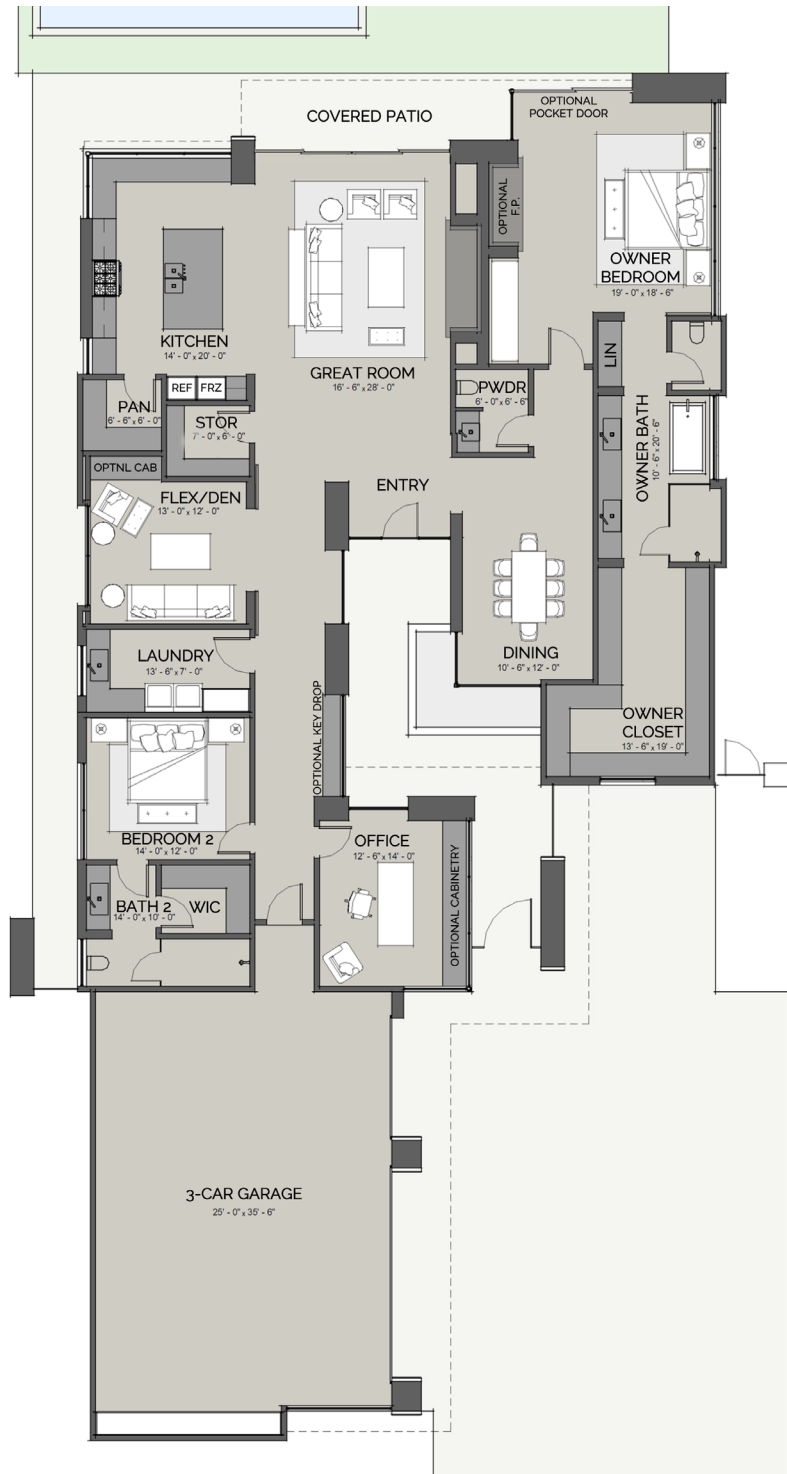 COVERED PATIO
OPTIONAL
POCKET DOOR
OPTIONAL
F.P.
OWNER
BEDROOM
19' - 0" x 18' - 6"
KITCHEN
14' - 0" x 20' - 0"
GREAT ROOM
16' - 6" x 28' - 0"
LIN
REF
FRZ
PWDR
6' - 0" x 6' - 6"
PAN
6' - 6" x 6' - 0"
STOR
7' - 0" x 6' - 0"
OWNER BATH
10' - 6" x 20' - 6"
OPTNL CAB
ENTRY
FLEX/DEN
13' - 0" x 12' - 0"
DINING
10' - 6" x 12' - 0"
LAUNDRY
13' - 6" x 7' - 0"
OPTIONAL KEY DROP
OWNER
CLOSET
13' - 6" x 19' - 0"
BEDROOM 2
14' - 0" x 12' - 0"
OFFICE
12' - 6" x 14' - 0"
OPTIONAL CABINETRY
BATH 2
14' - 0" x 10' - 0"
WIC
3-CAR GARAGE
25' - 0" x 35' - 6"